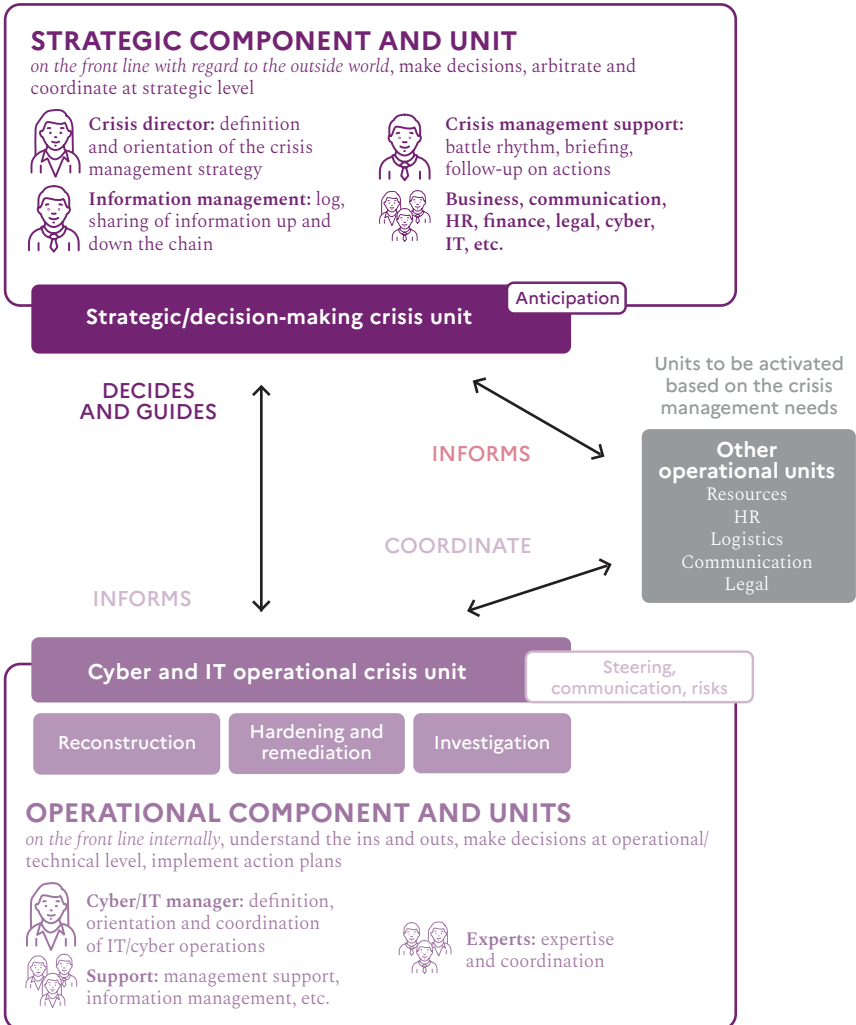 STRATEGIC COMPONENT AND UNIT
on the front line with regard to the outside world, make decisions, arbitrate and
coordinate at strategic level
Crisis director: definition
and orientation of the crisis
management strategy
Crisis management support:
battle rhythm, briefing,
follow-up on actions
Information management: log,
sharing of information up and
down the chain
Business, communication,
HR, finance, legal, cyber,
IT, etc.
Anticipation
Strategic/decision-making crisis unit
DECIDES
AND GUIDES
Units to be activated
based on the crisis
management needs
INFORMS
Other
operational units
Resources
HR
Logistics
Communication
Legal
COORDINATE
INFORMS
Cyber and IT operational crisis unit
Steering,
communication, risks
Reconstruction
Hardening and
remediation
Investigation
OPERATIONAL COMPONENT AND UNITS
on the front line internally, understand the ins and outs, make decisions at operational/
technical level, implement action plans
Cyber/IT manager: definition,
orientation and coordination
of IT/cyber operations
Experts: expertise
and coordination
Support: management support,
information management, etc.